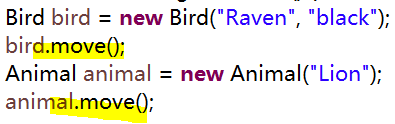 Bird bird = new Bird("Raven", "black");
bird.move();
Animal animal = new Animal("Lion");
animal.move();